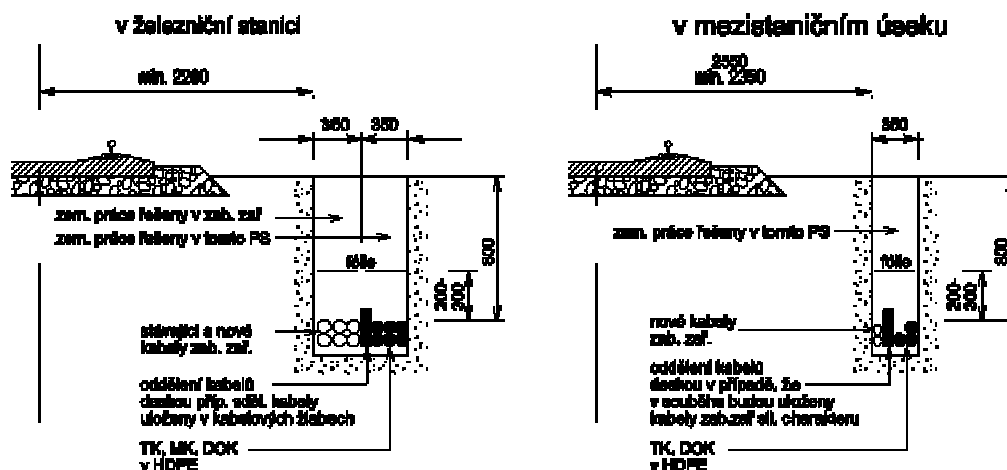 v železniční stanici
min. 2200
350 350
zem. práce řešeny v zab. zař
zem. práce řešeny v tomto PS
fólie
800
200-
300
stávající a nové
kabely zab. zař.
oddělení kabelů
deskou příp. sděl. kabely
uloženy v kabelových žlabech
TK, MK, DOK
v HDPE
v mezistaničním úseku
2550
min. 2350
350
zem. práce řešeny v tomto PS
fólie
800
200-
300
nové kabely
zab. zař.
oddělení kabelů
deskou v případě, že
v souběhu budou uloženy
kabely zab.zař sil. charakteru
TK, DOK
v HDPE